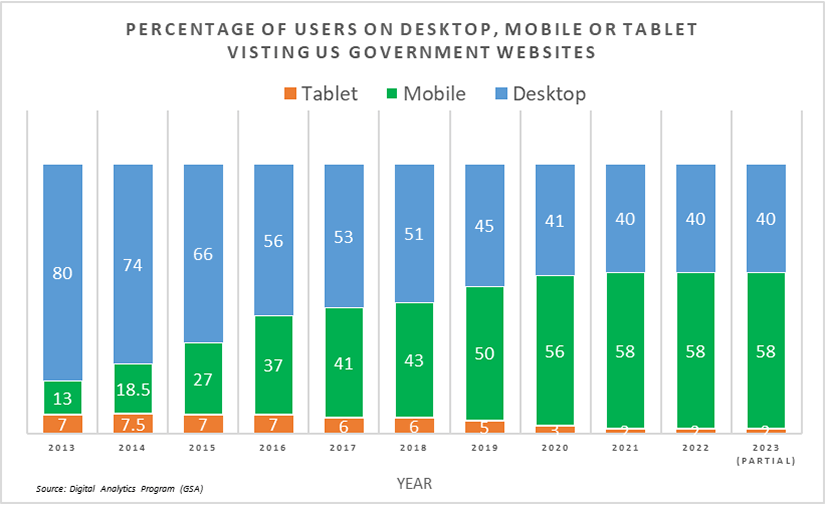 PERCENTAGE OF USERS ON DESKTOP, MOBILE OR TABLET
VISTING US GOVERNMENT WEBSITES
Tablet Mobile Desktop
80 74 66 56 53 51 45 41 40 40 40
13 18.5 27 37 41 43 50 56 58 58 58
7 7.5 7 7 6 6 5 3 2 2 2
2013 2014 2015 2016 2017 2018 2019 2020 2021 2022 2023
(PARTIAL)
YEAR
Source: Digital Analytics Program (GSA)